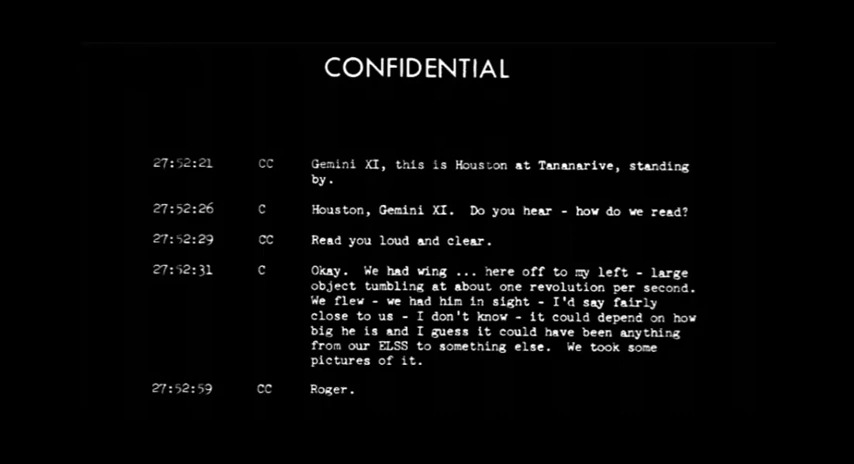 CONFIDENTIAL
27:52:21 CC Gemini XI, this is Houston at Tananarive, standing
by.
27:52:26 C Houston, Gemini XI. Do you hear - how do we read?
27:52:29 CC Read you loud and clear.
27:52:31 C Okay. We had wing ... here off to my left - large
object tumbling at about one revolution per second.
We flew - we had him in sight - I'd say fairly
close to us - I don't know - it could depend on how
big he is and I guess it could have been anything
from our ELSS to something else. We took some
pictures of it.
27:52:59 CC Roger.